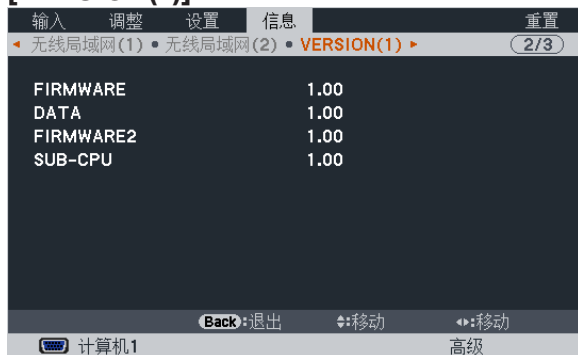 输入 调整 设置 信息 重置
◂ 无线局域网(1) • 无线局域网(2) • VERSION(1) ▸ 2/3
FIRMWARE 1.00
DATA 1.00
FIRMWARE2 1.00
SUB-CPU 1.00
Back:退出 :移动 :移动
计算机1 高级